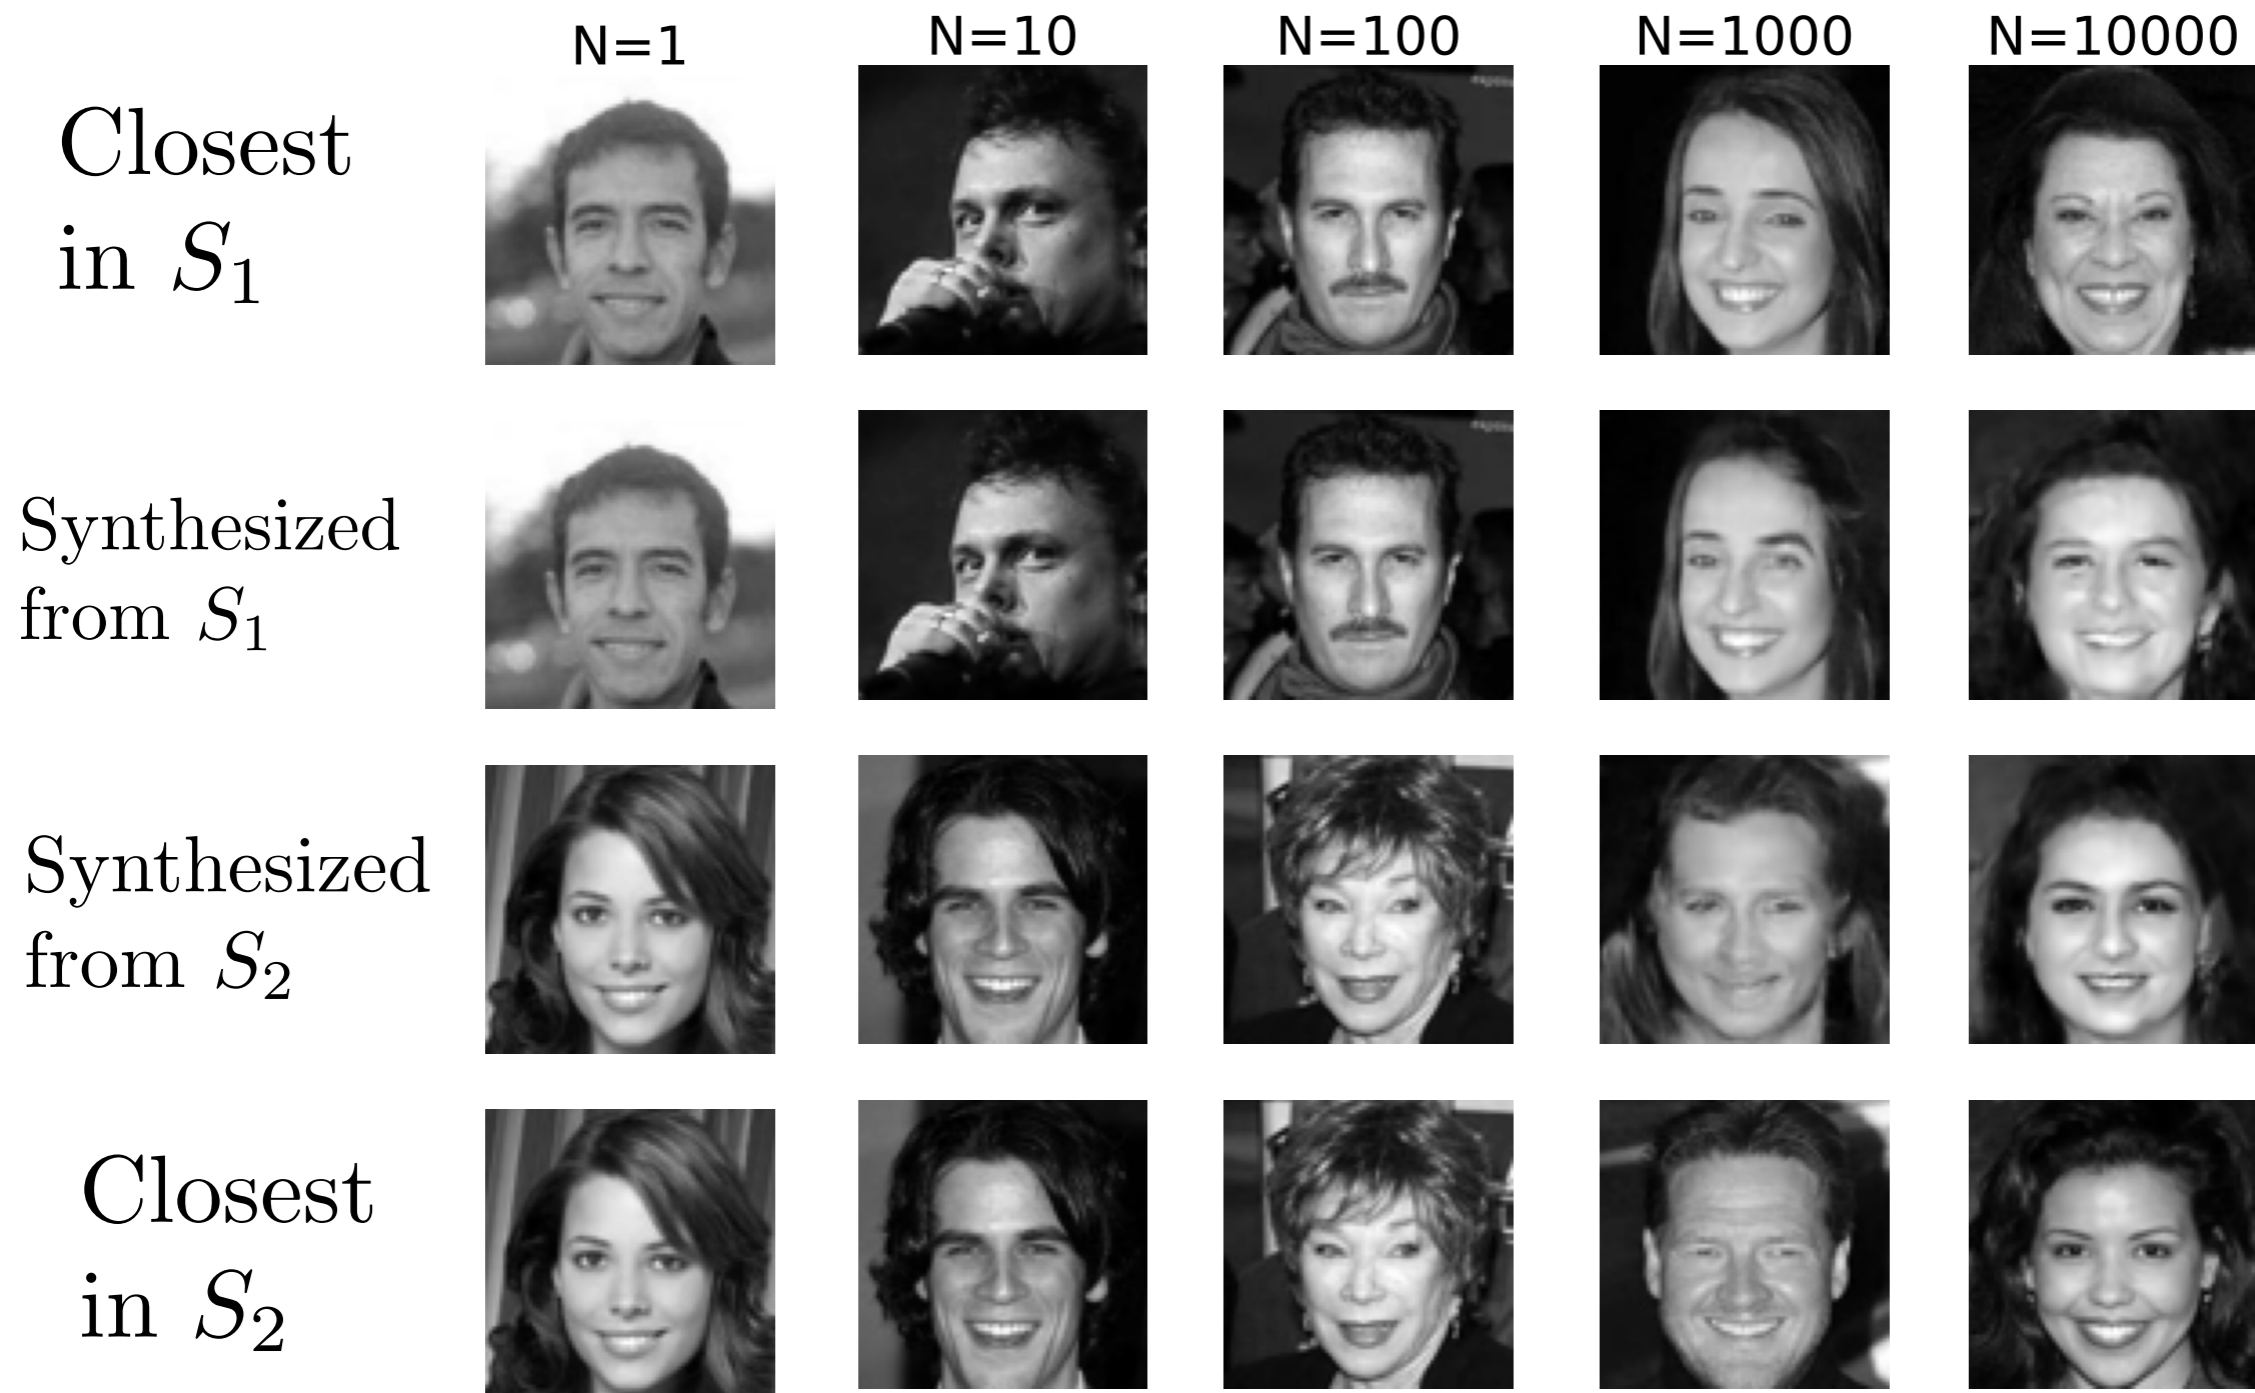 N=1
N=10
N=100
N=1000
N=10000
Closest
in S₁
Synthesized
from S₁
Synthesized
from S₂
Closest
in S₂